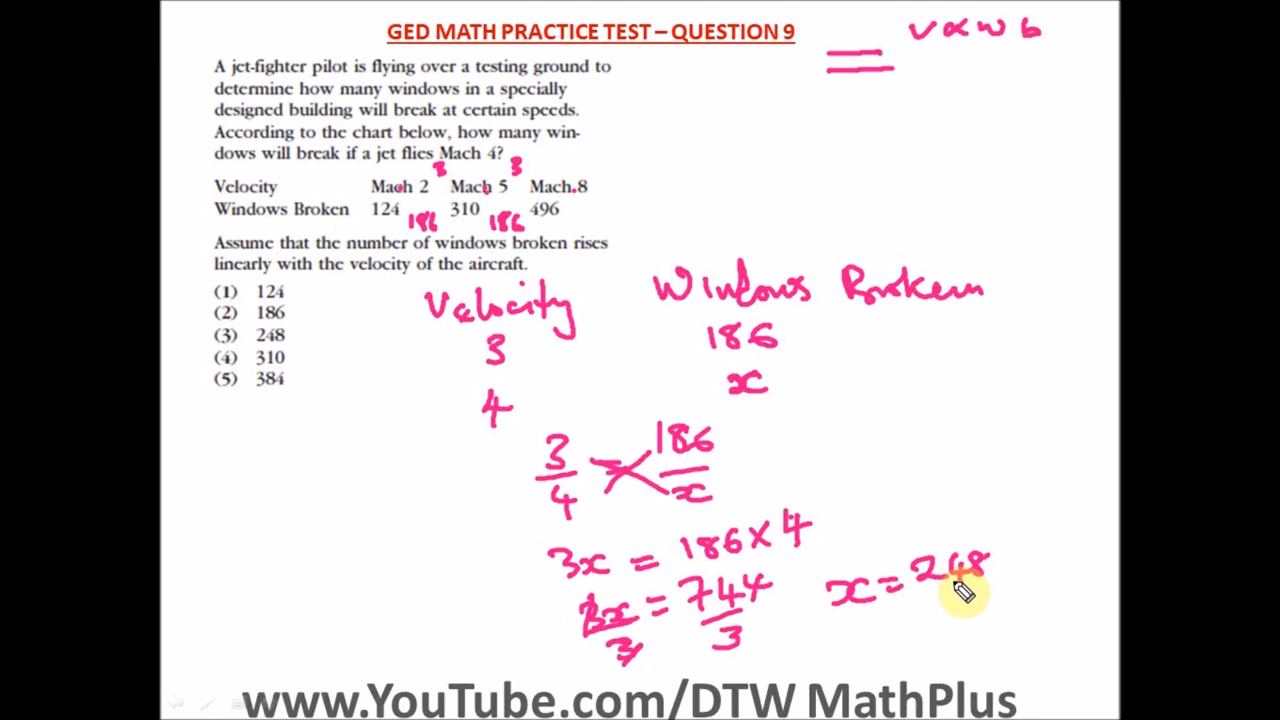 GED MATH PRACTICE TEST – QUESTION 9
V ∝ W b
A jet-fighter pilot is flying over a testing ground to
determine how many windows in a specially
designed building will break at certain speeds.
According to the chart below, how many win-
dows will break if a jet flies Mach 4?
3 3
Velocity Mach 2 Mach 5 Mach 8
Windows Broken 124 310 496
186 186
Assume that the number of windows broken rises
linearly with the velocity of the aircraft.
(1) 124
(2) 186
(3) 248
(4) 310
(5) 384
Velocity Windows Broken
3 186
4 x
3/4 = 186/x
3x = 186 x 4
3x/3 = 744/3 x = 248
www.YouTube.com/DTW MathPlus